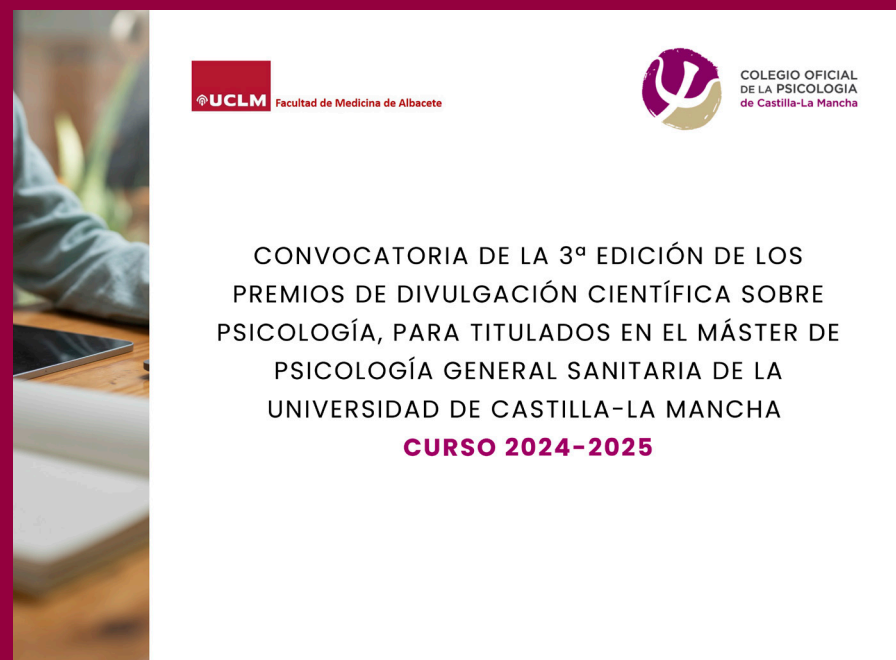 UCLM Facultad de Medicina de Albacete
COLEGIO OFICIAL
DE LA PSICOLOGIA
de Castilla-La Mancha
CONVOCATORIA DE LA 3ª EDICIÓN DE LOS
PREMIOS DE DIVULGACIÓN CIENTÍFICA SOBRE
PSICOLOGÍA, PARA TITULADOS EN EL MÁSTER DE
PSICOLOGÍA GENERAL SANITARIA DE LA
UNIVERSIDAD DE CASTILLA-LA MANCHA
CURSO 2024-2025